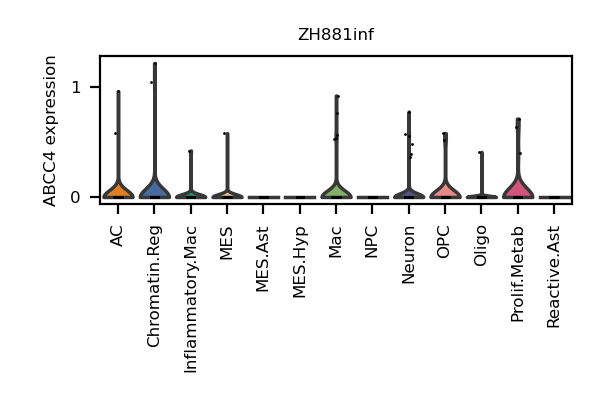 ZH881inf
ABCC4 expression
1
0
AC
Chromatin.Reg
Inflammatory.Mac
MES
MES.Ast
MES.Hyp
Mac
NPC
Neuron
OPC
Oligo
Prolif.Metab
Reactive.Ast